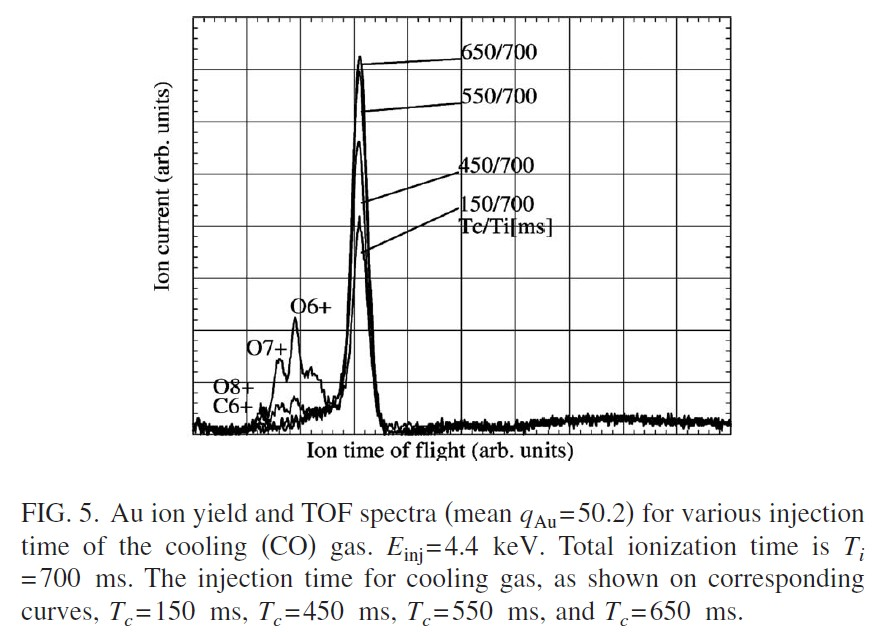 650/700
550/700
450/700
150/700
Tc/Ti[ms]
Ion current (arb. units)
O6+
O7+
O8+
C6+
Ion time of flight (arb. units)
FIG. 5. Au ion yield and TOF spectra (mean qAu=50.2) for various injection
time of the cooling (CO) gas. Einj=4.4 keV. Total ionization time is Ti
=700 ms. The injection time for cooling gas, as shown on corresponding
curves, Tc=150 ms, Tc=450 ms, Tc=550 ms, and Tc=650 ms.